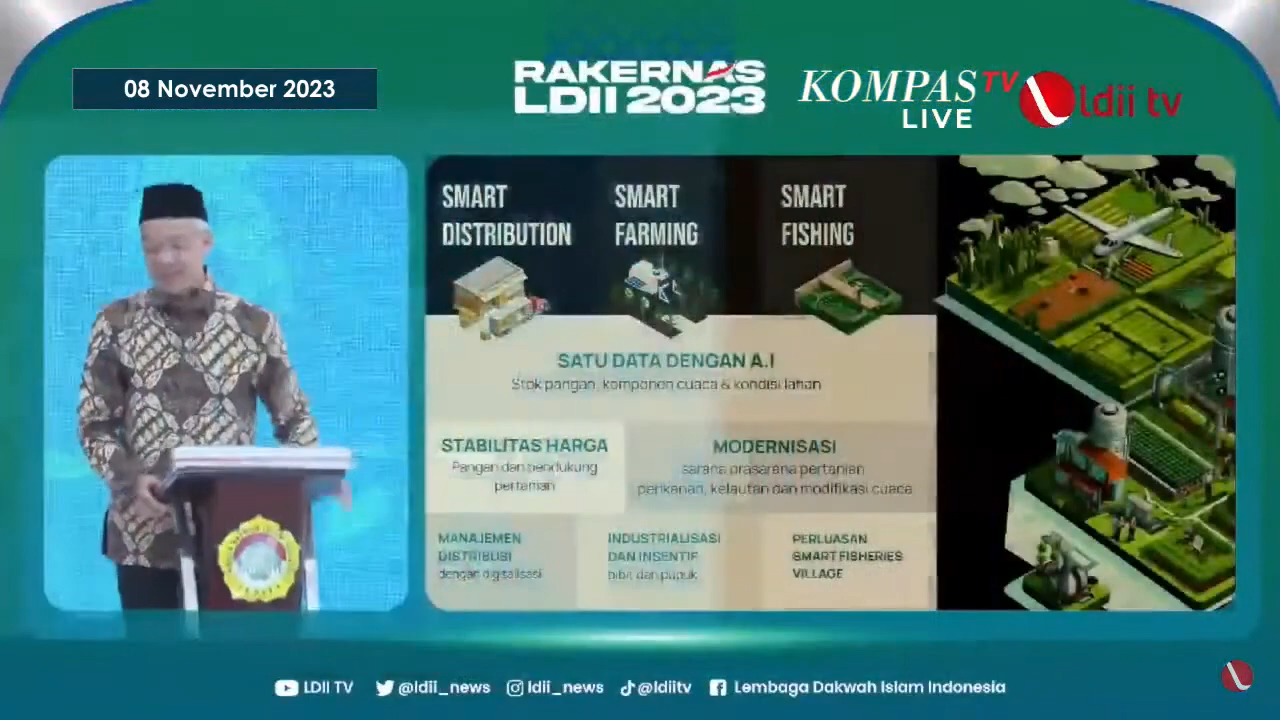 08 November 2023
RAKERNAS
LDII 2023
KOMPAS TV
LIVE
ldii tv
SMART
DISTRIBUTION
SMART
FARMING
SMART
FISHING
SATU DATA DENGAN A.I
Stok pangan, komponen cuaca & kondisi lahan
STABILITAS HARGA
Pangan dan pendukung
pertanian
MODERNISASI
sarana prasarana pertanian
perikanan, kelautan dan modifikasi cuaca
MANAJEMEN
DISTRIBUSI
dengan digitalisasi
INDUSTRIALISASI
DAN INSENTIF
bibit dan pupuk
PERLUASAN
SMART FISHERIES
VILLAGE
LDII TV
@ldii_news
ldii_news
@ldiitv
Lembaga Dakwah Islam Indonesia